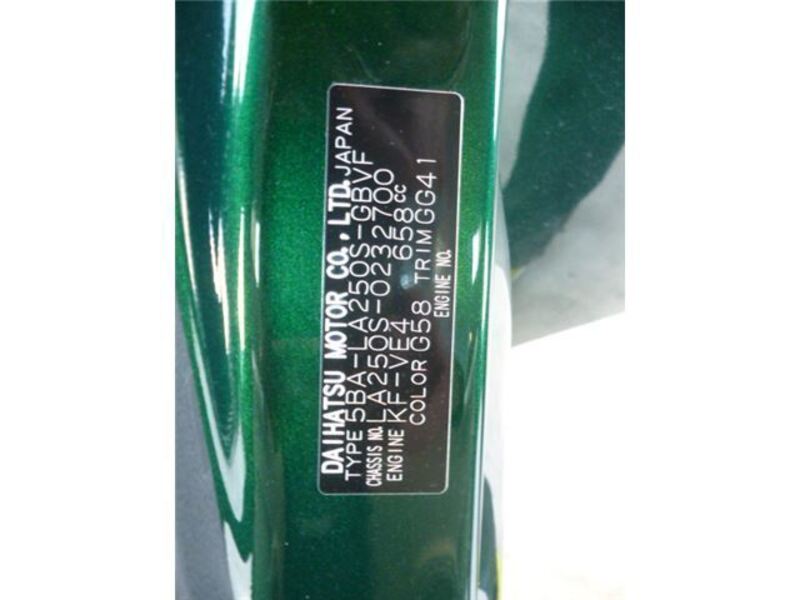 DAIHATSU MOTOR CO., LTD. JAPAN
TYPE 5BA-LA250S-GBVF
CHASSIS NO. LA250S-0232700
ENGINE KF-VE4 658cc
COLOR G58 TRIM GG41
ENGINE NO.